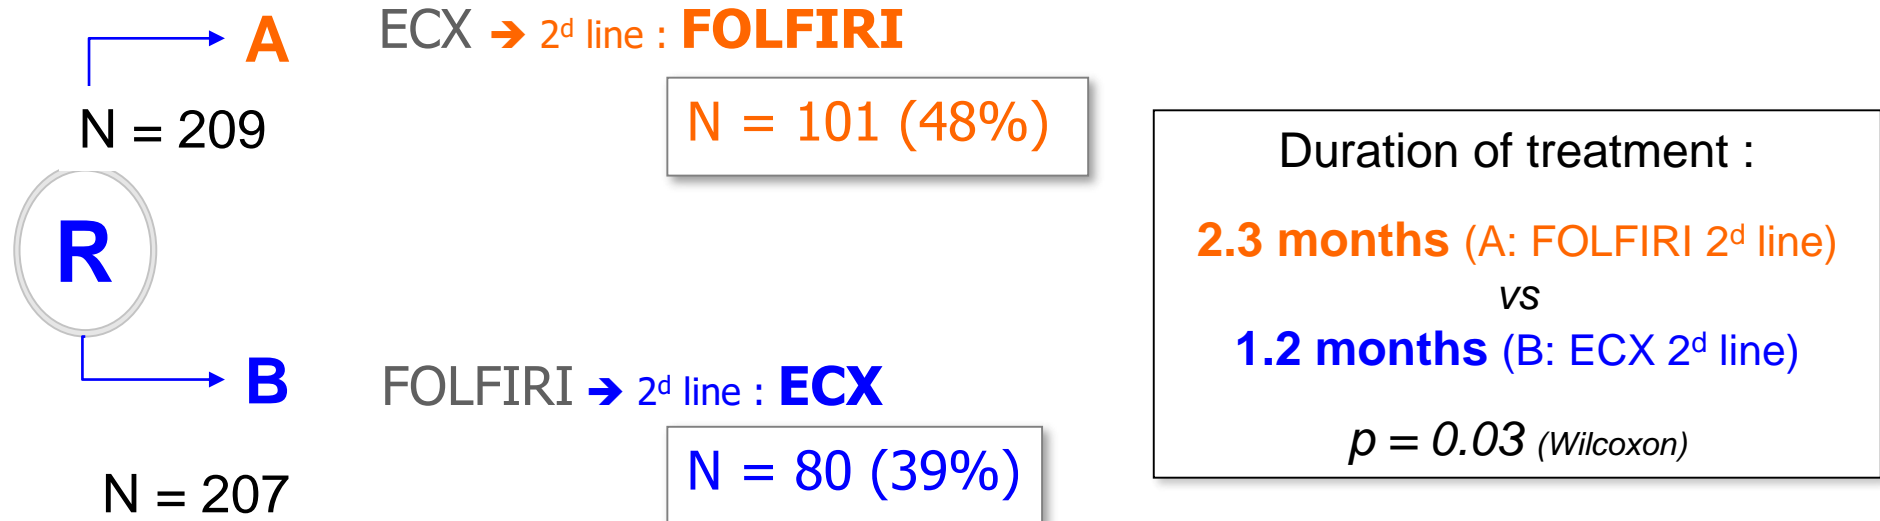 A ECX ➔ 2d line : FOLFIRI
N = 209
N = 101 (48%)
R
B FOLFIRI ➔ 2d line : ECX
N = 207
N = 80 (39%)
Duration of treatment :
2.3 months (A: FOLFIRI 2d line)
vs
1.2 months (B: ECX 2d line)
p = 0.03 (Wilcoxon)